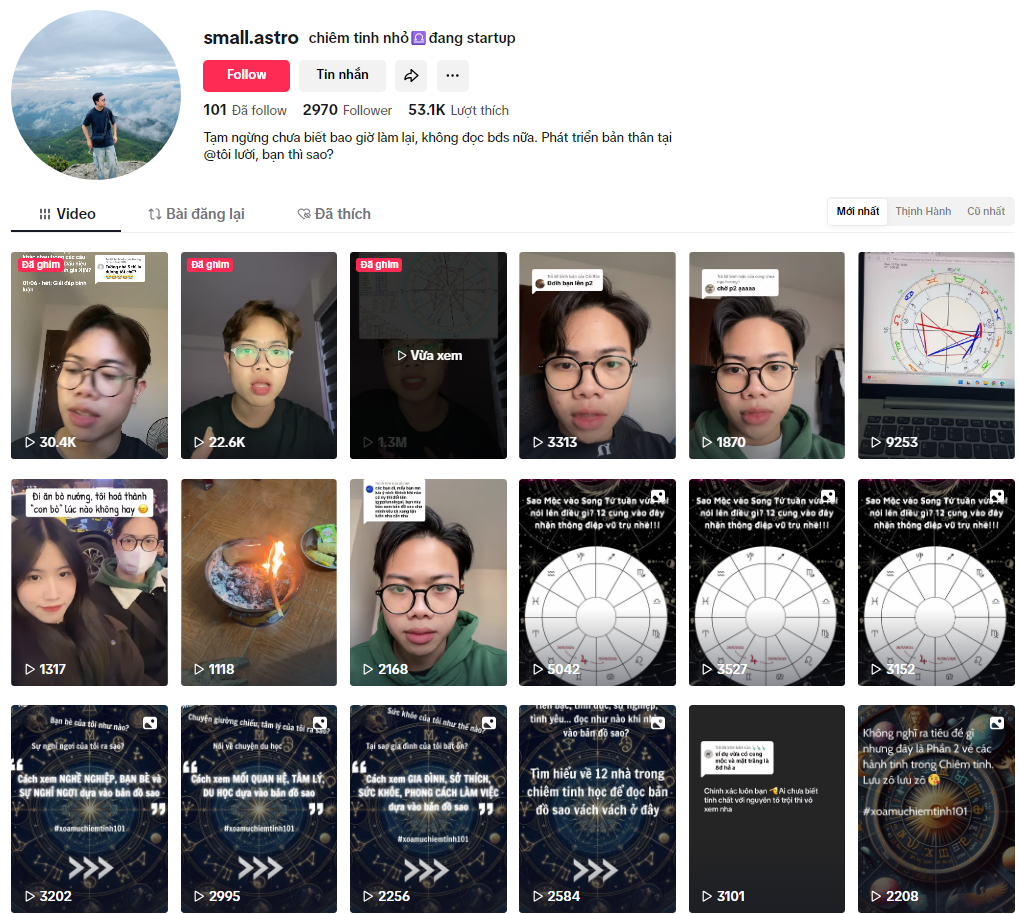 small.astro chiêm tinh nhỏ♎đang startup
Follow
Tin nhắn
101 Đã follow 2970 Follower 53.1K Lượt thích
Tạm ngừng chưa biết bao giờ làm lại, không đọc bđs nữa. Phát triển bản thân tại
@tôi lười, bạn thì sao?
Video
Bài đăng lại
Đã thích
Mới nhất
Thịnh Hành
Cũ nhất
Đã ghim
01:06 - hết: Giải đáp bình
luận
30.4K
Đã ghim
22.6K
Đã ghim
Vừa xem
1.3M
Đdih bạn lên p2
3313
chờ p2 ạaaaa
1870
9253
Đi ăn bò nướng, tôi hoá thành
"con bò" lúc nào không hay
1317
1118
2168
Sao Mộc vào Song Tử tuần vừa rồi
nói lên điều gì? 12 cung vào đây
nhận thông điệp vũ trụ nhé!!!
5042
Sao Mộc vào Song Tử tuần vừa rồi
nói lên điều gì? 12 cung vào đây
nhận thông điệp vũ trụ nhé!!!
3527
Sao Mộc vào Song Tử tuần vừa rồi
nói lên điều gì? 12 cung vào đây
nhận thông điệp vũ trụ nhé!!!
3152
Bạn bè của tôi như nào?
Sự nghỉ ngơi của tôi ra sao?
Cách xem NGHỀ NGHIỆP, BẠN BÈ và
SỰ NGHỈ NGƠI dựa vào bản đồ sao
#xoamuchiemtinh101
3202
Chuyện giường chiếu, tâm lý của tôi ra sao?
Nói về chuyện du học
Cách xem MỐI QUAN HỆ, TÂM LÝ,
DU HỌC dựa vào bản đồ sao
#xoamuchiemtinh101
2995
Sức khỏe của tôi như thế nào?
Tại sao gia đình của tôi bất ổn?
Cách xem GIA ĐÌNH, SỞ THÍCH,
SỨC KHỎE, PHONG CÁCH LÀM VIỆC
dựa vào bản đồ sao
#xoamuchiemtinh101
2256
Tiền bạc, tình dục, sự nghiệp,
tình yêu... đọc như nào khi nhìn
vào bản đồ sao?
Tìm hiểu về 12 nhà trong
chiêm tinh học để đọc bản
đồ sao vách vách ở đây
2584
ví dụ vừa có cung
mộc và mặt trăng là
8đ hả a
Chính xác luôn bạn Ai chưa biết
tính chất với nguyên tố trội thì vô
xem nha
3101
Không nghĩ ra tiêu đề gì
nhưng đây là Phần 2 về các
hành tinh trong Chiêm tinh.
Lưu zô lưu zô
#xoamuchiemtinh101
2208